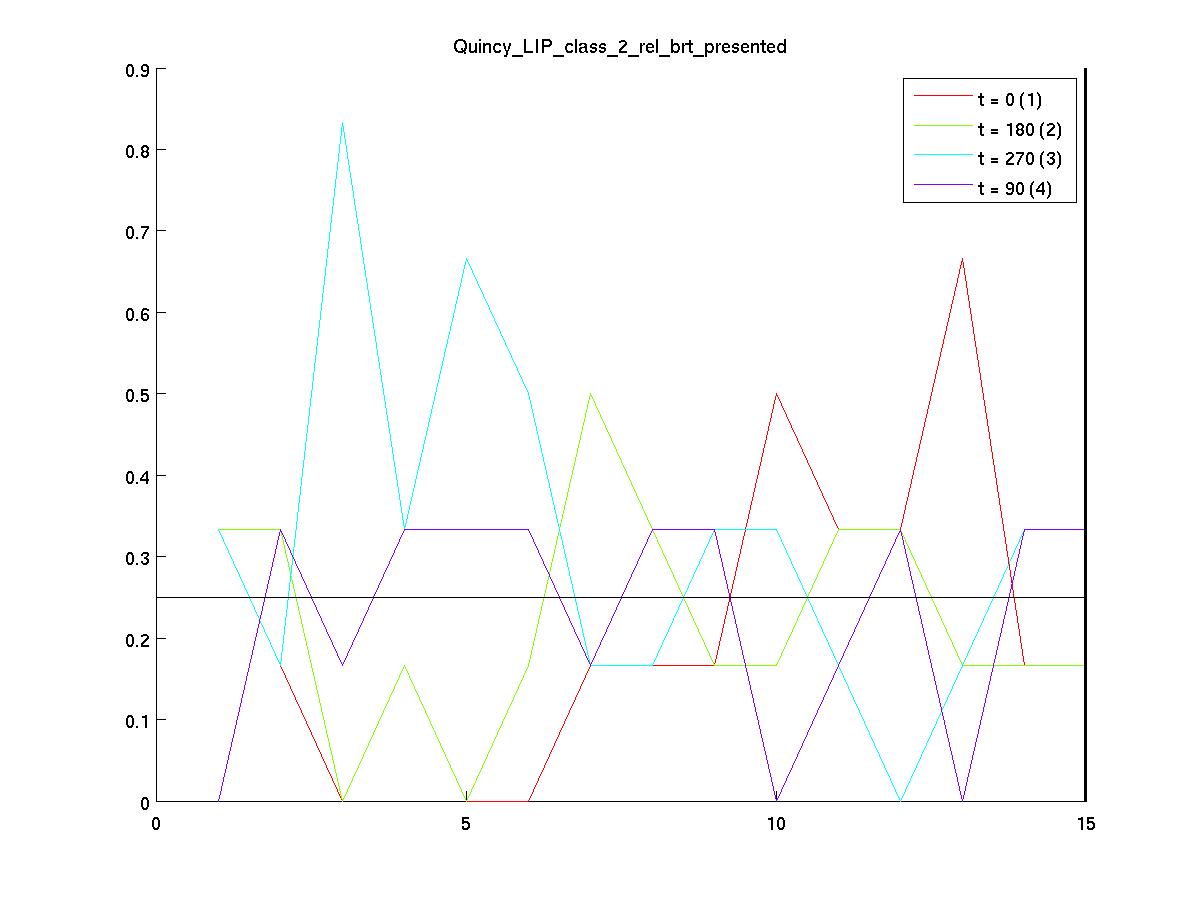 Quincy_LIP_class_2_rel_brt_presented
0.9
0.8
0.7
0.6
0.5
0.4
0.3
0.2
0.1
0
t = 0 (1)
t = 180 (2)
t = 270 (3)
t = 90 (4)
0 5 10 15